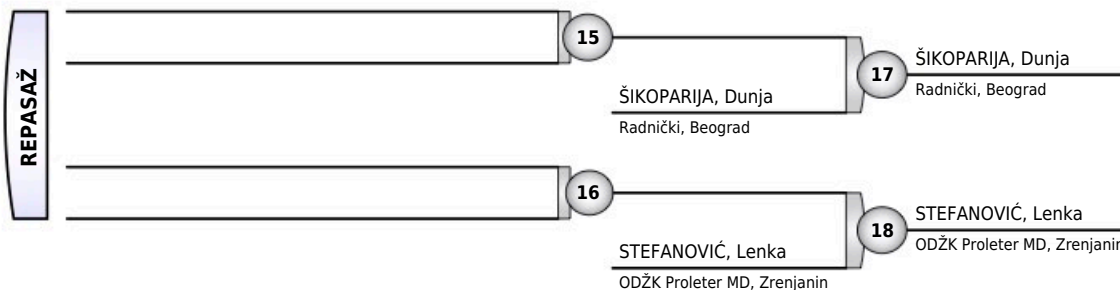 REPASAŽ
15
ŠIKOPARIJA, Dunja
Radnički, Beograd
17
ŠIKOPARIJA, Dunja
Radnički, Beograd
16
STEFANOVIĆ, Lenka
ODŽK Proleter MD, Zrenjanin
18
STEFANOVIĆ, Lenka
ODŽK Proleter MD, Zrenjanin